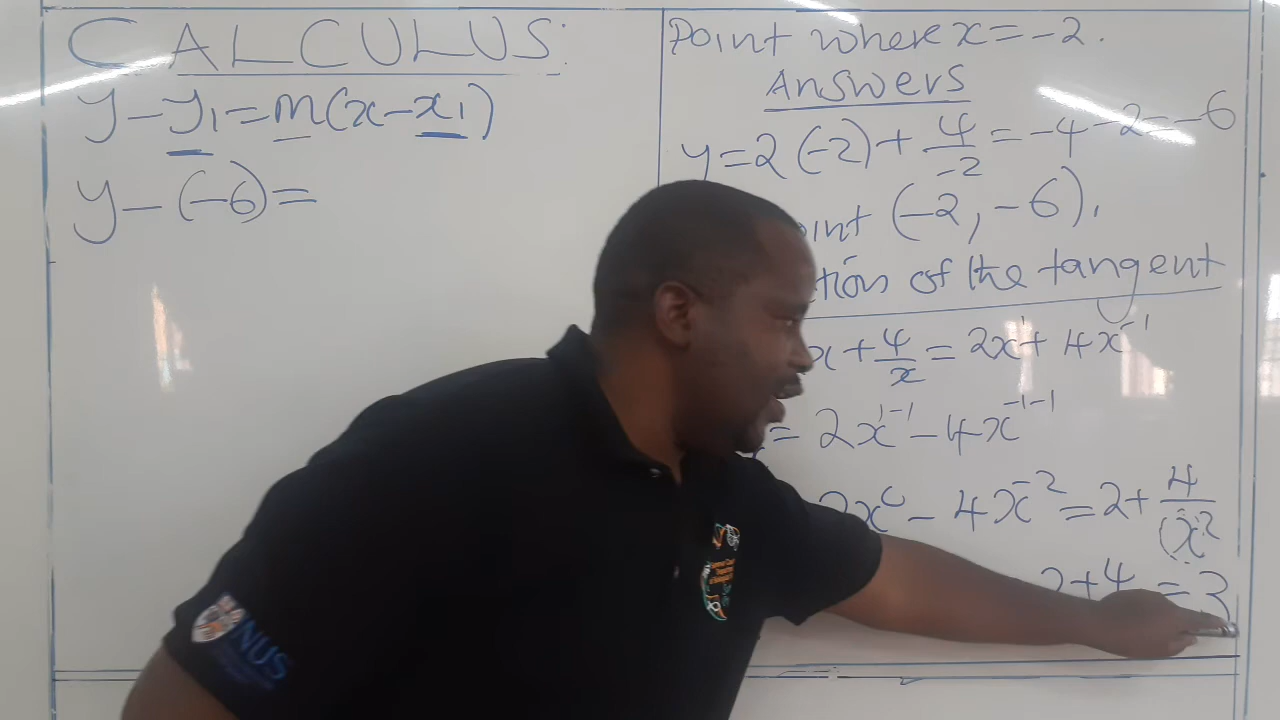 CALCULUS:
y-y₁=m(x-x₁)
y-(-6)=
Point where x=-2.
Answers
y=2(-2)+4/-2=-4-2=-6
oint (-2,-6).
tion of the tangent
x+4/x=2x¹+4x⁻¹
=2x¹⁻¹-4x⁻¹⁻¹
2x⁰-4x⁻²=2+4/(x²
2+4 =3
NUS